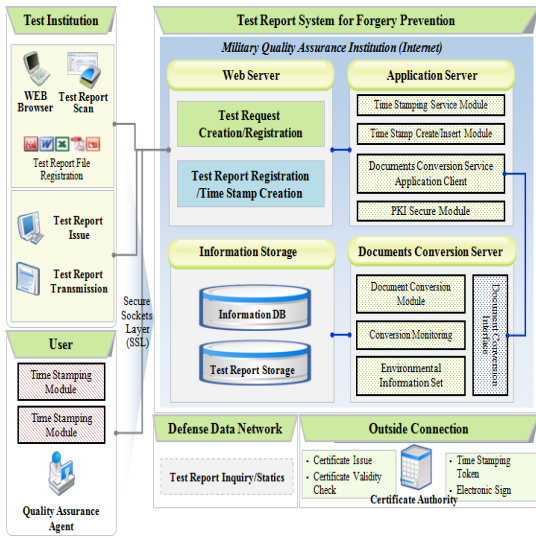 Test Institution
WEB
Browser
Test Report
Scan
Test Report File
Registration
Test Report
Issue
Test Report
Transmission
User
Time Stamping
Module
Time Stamping
Module
Quality Assurance
Agent
Secure
Sockets
Layer
(SSL)
Test Report System for Forgery Prevention
Military Quality Assurance Institution (Internet)
Web Server
Test Request
Creation/Registration
Test Report Registration
/Time Stamp Creation
Application Server
Time Stamping Service Module
Time Stamp Create/Insert Module
Documents Conversion Service
Application Client
PKI Secure Module
Information Storage
Information DB
Test Report Storage
Documents Conversion Server
Document Conversion
Module
Conversion Monitoring
Environmental
Information Set
Document Conversion
Interface
Defense Data Network
Test Report Inquiry/Statics
Outside Connection
• Certificate Issue
• Certificate Validity
Check
• Time Stamping
Token
• Electronic Sign
Certificate Authority